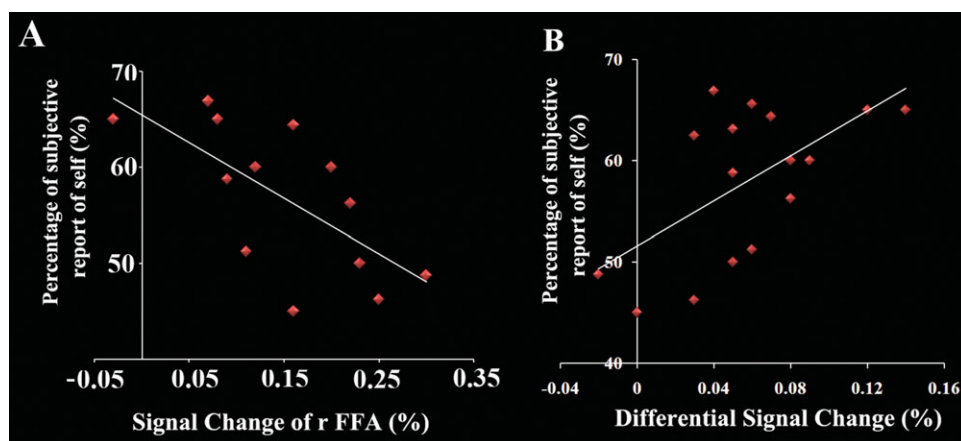 A
Percentage of subjective
report of self (%)
70
60
50
-0.05 0.05 0.15 0.25 0.35
Signal Change of r FFA (%)
B
Percentage of subjective
report of self (%)
70
60
50
40
-0.04 0 0.04 0.08 0.12 0.16
Differential Signal Change (%)